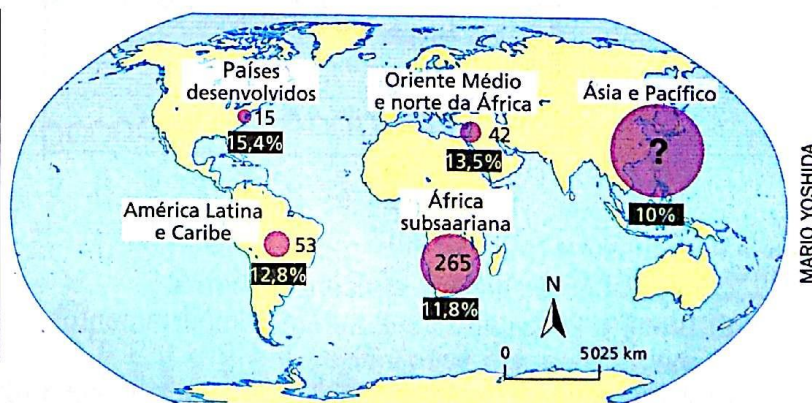 Países
desenvolvidos
15
15,4%
Oriente Médio
e norte da África
42
13,5%
Ásia e Pacífico
?
10%
América Latina
e Caribe
53
12,8%
África
subsaariana
265
11,8%
N
0 5025 km
MARIO YOSHIDA